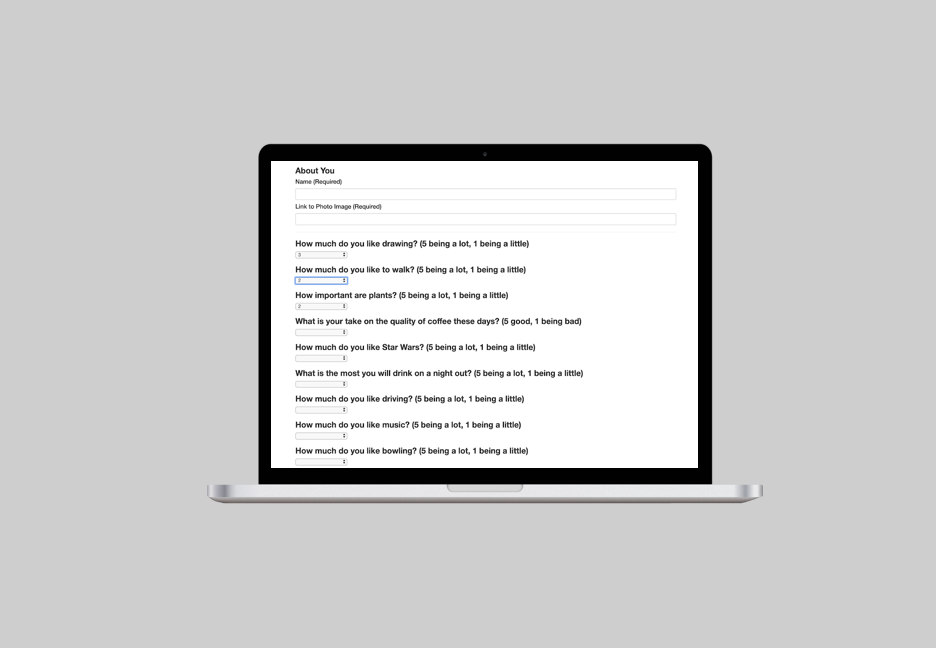 About You
Name (Required)
Link to Photo Image (Required)
How much do you like drawing? (5 being a lot, 1 being a little)
3
How much do you like to walk? (5 being a lot, 1 being a little)
2
How important are plants? (5 being a lot, 1 being a little)
2
What is your take on the quality of coffee these days? (5 good, 1 being bad)
How much do you like Star Wars? (5 being a lot, 1 being a little)
What is the most you will drink on a night out? (5 being a lot, 1 being a little)
How much do you like driving? (5 being a lot, 1 being a little)
How much do you like music? (5 being a lot, 1 being a little)
How much do you like bowling? (5 being a lot, 1 being a little)